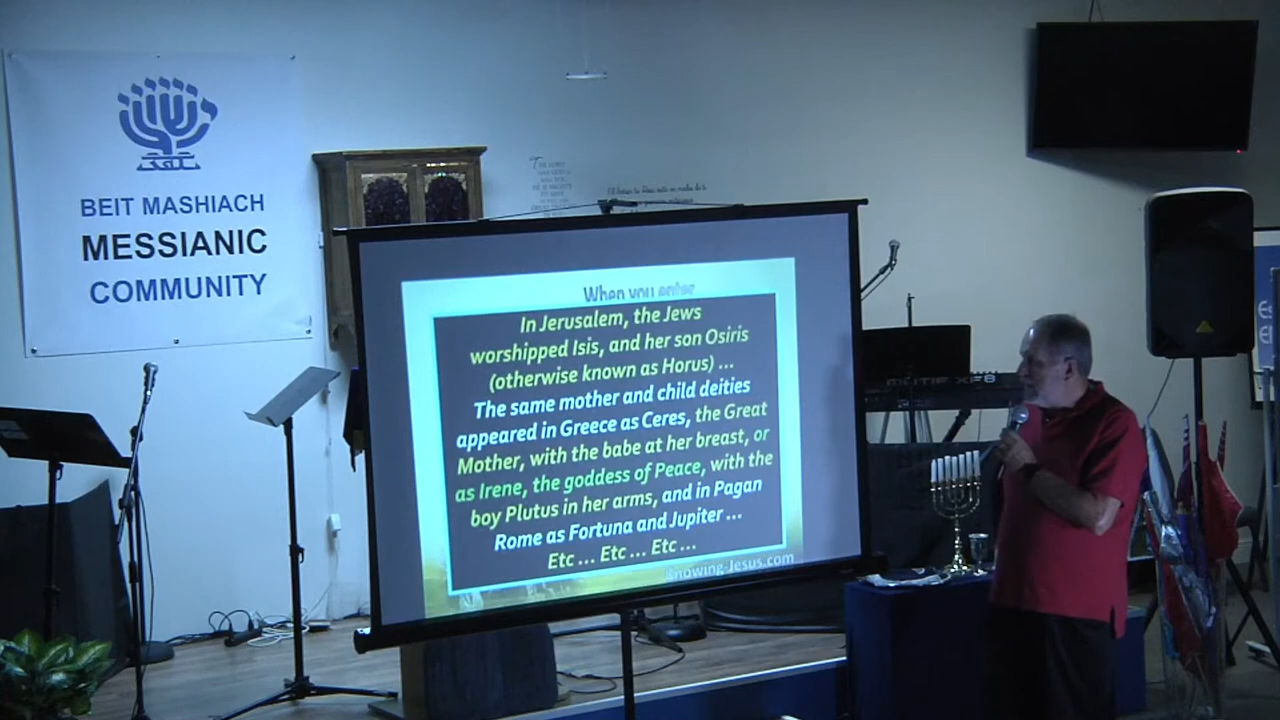 BEIT MASHIACH
MESSIANIC
COMMUNITY
When you enter
In Jerusalem, the Jews
worshipped Isis, and her son Osiris
(otherwise known as Horus) ...
The same mother and child deities
appeared in Greece as Ceres, the Great
Mother, with the babe at her breast, or
as Irene, the goddess of Peace, with the
boy Plutus in her arms, and in Pagan
Rome as Fortuna and Jupiter ...
Etc ... Etc ... Etc ...
knowing-Jesus.com
MOTIF XF8